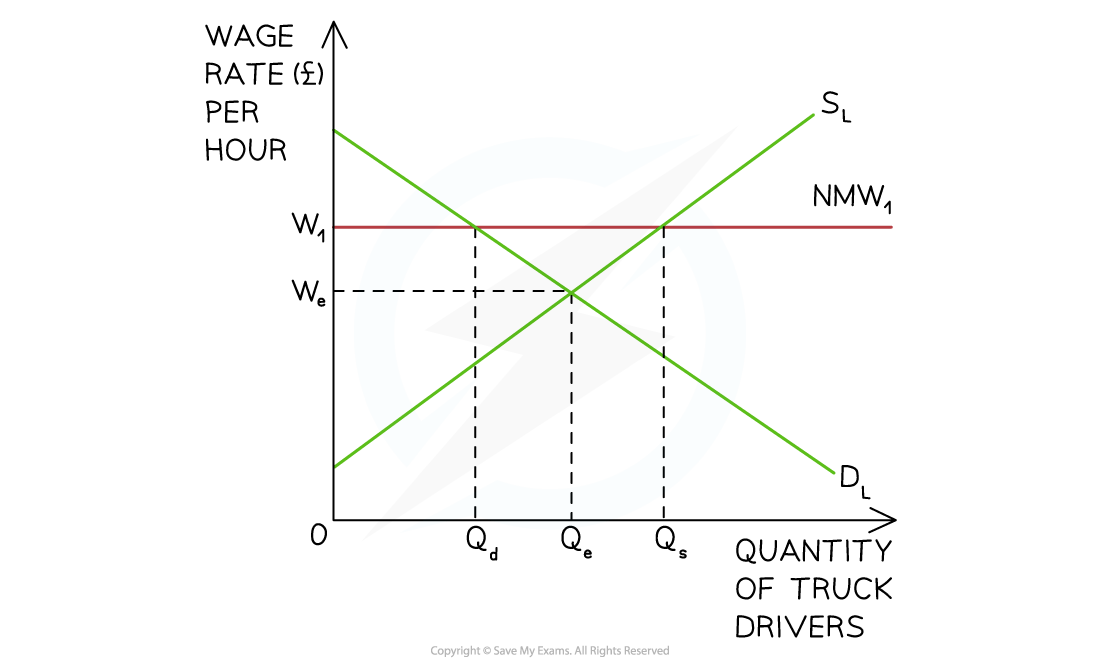 WAGE
RATE (£)
PER
HOUR
S_L
NMW_1
W_1
W_e
D_L
O
Q_d
Q_e
Q_s
QUANTITY
OF TRUCK
DRIVERS
Copyright © Save My Exams. All Rights Reserved